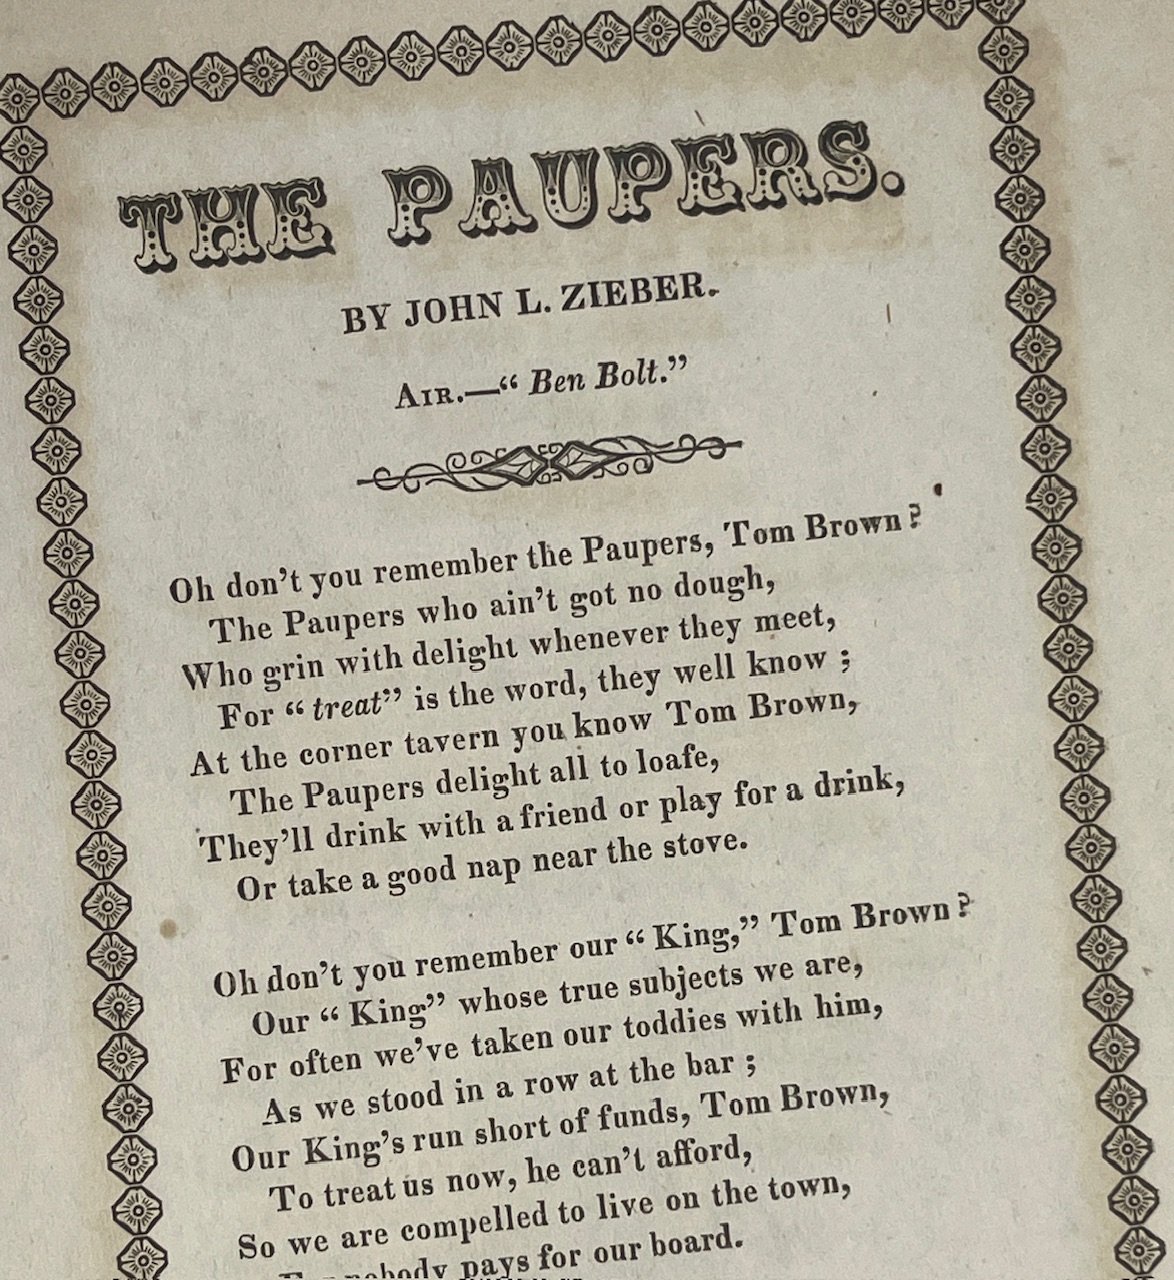 THE PAUPERS.
BY JOHN L. ZIEBER.
AIR.—“ Ben Bolt.”
Oh don’t you remember the Paupers, Tom Brown?
The Paupers who ain’t got no dough,
Who grin with delight whenever they meet,
For “ treat” is the word, they well know ;
At the corner tavern you know Tom Brown,
The Paupers delight all to loafe,
They’ll drink with a friend or play for a drink,
Or take a good nap near the stove.
Oh don’t you remember our “ King,” Tom Brown?
Our “ King” whose true subjects we are,
For often we’ve taken our toddies with him,
As we stood in a row at the bar ;
Our King’s run short of funds, Tom Brown,
To treat us now, he can’t afford,
So we are compelled to live on the town,
For nobody pays for our board.